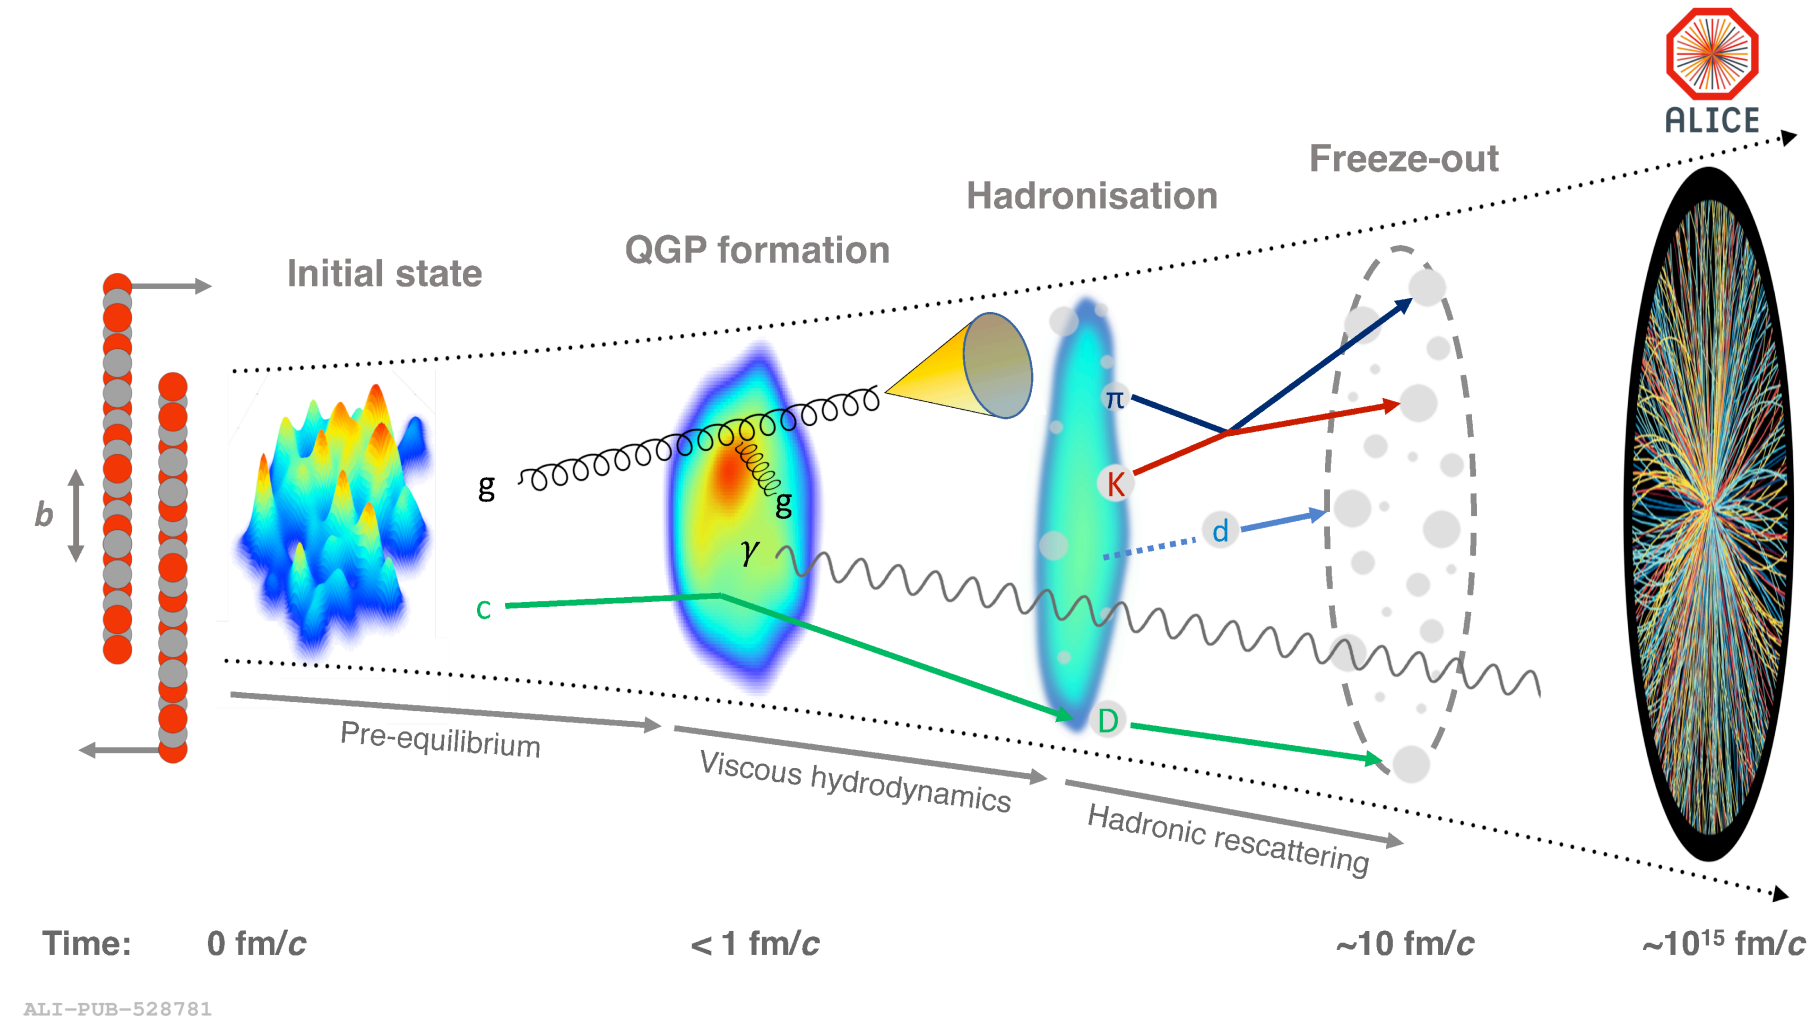 ALICE
Freeze-out
Hadronisation
QGP formation
Initial state
b
g
g
γ
c
π
K
d
D
Pre-equilibrium
Viscous hydrodynamics
Hadronic rescattering
Time: 0 fm/c < 1 fm/c ~10 fm/c ~10¹⁵ fm/c
ALI-PUB-528781